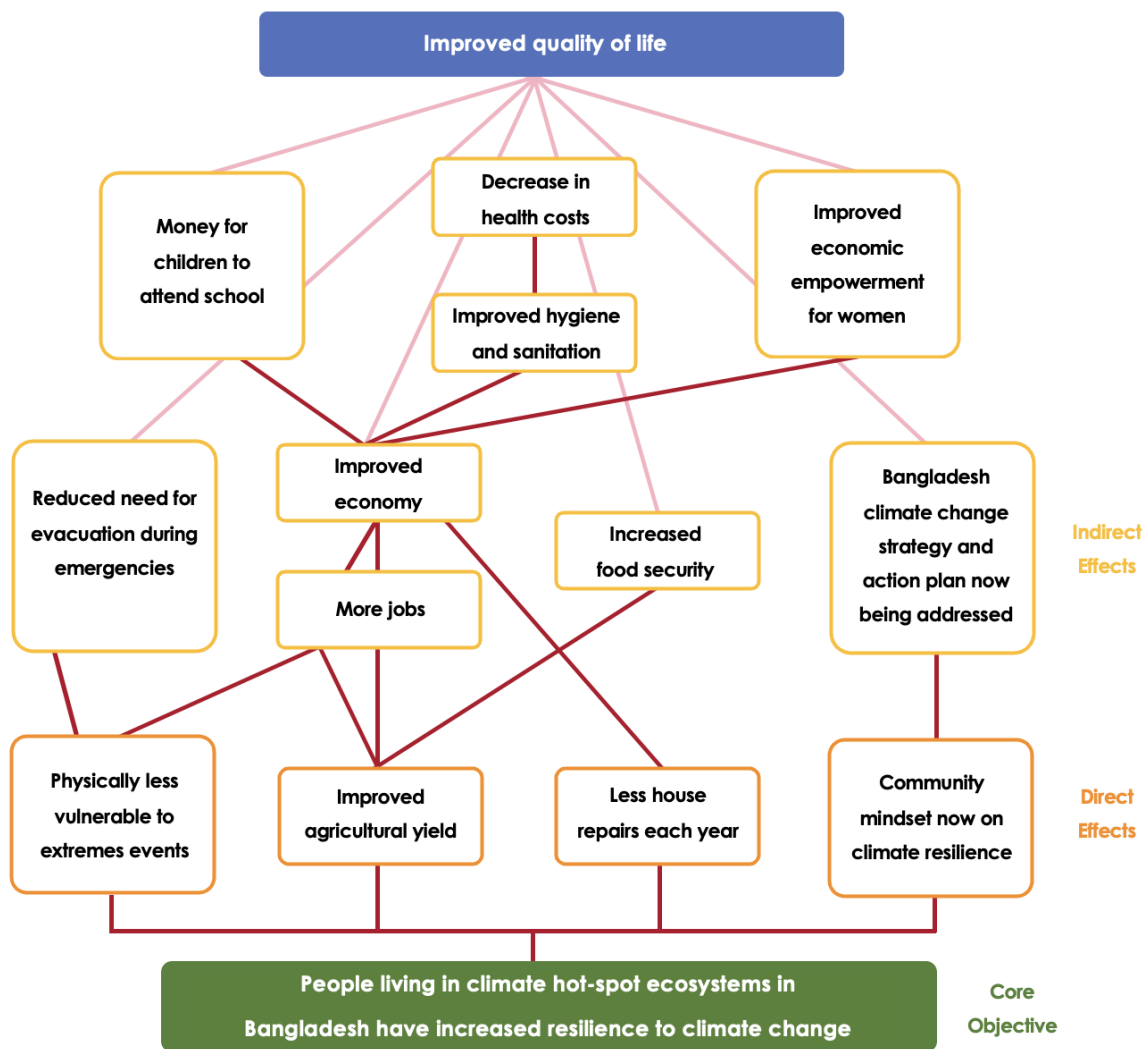 Improved quality of life
Money for
children to
attend school
Decrease in
health costs
Improved
economic
empowerment
for women
Improved hygiene
and sanitation
Reduced need for
evacuation during
emergencies
Improved
economy
Increased
food security
Bangladesh
climate change
strategy and
action plan now
being addressed
Indirect
Effects
More jobs
Physically less
vulnerable to
extremes events
Improved
agricultural yield
Less house
repairs each year
Community
mindset now on
climate resilience
Direct
Effects
People living in climate hot-spot ecosystems in
Bangladesh have increased resilience to climate change
Core
Objective